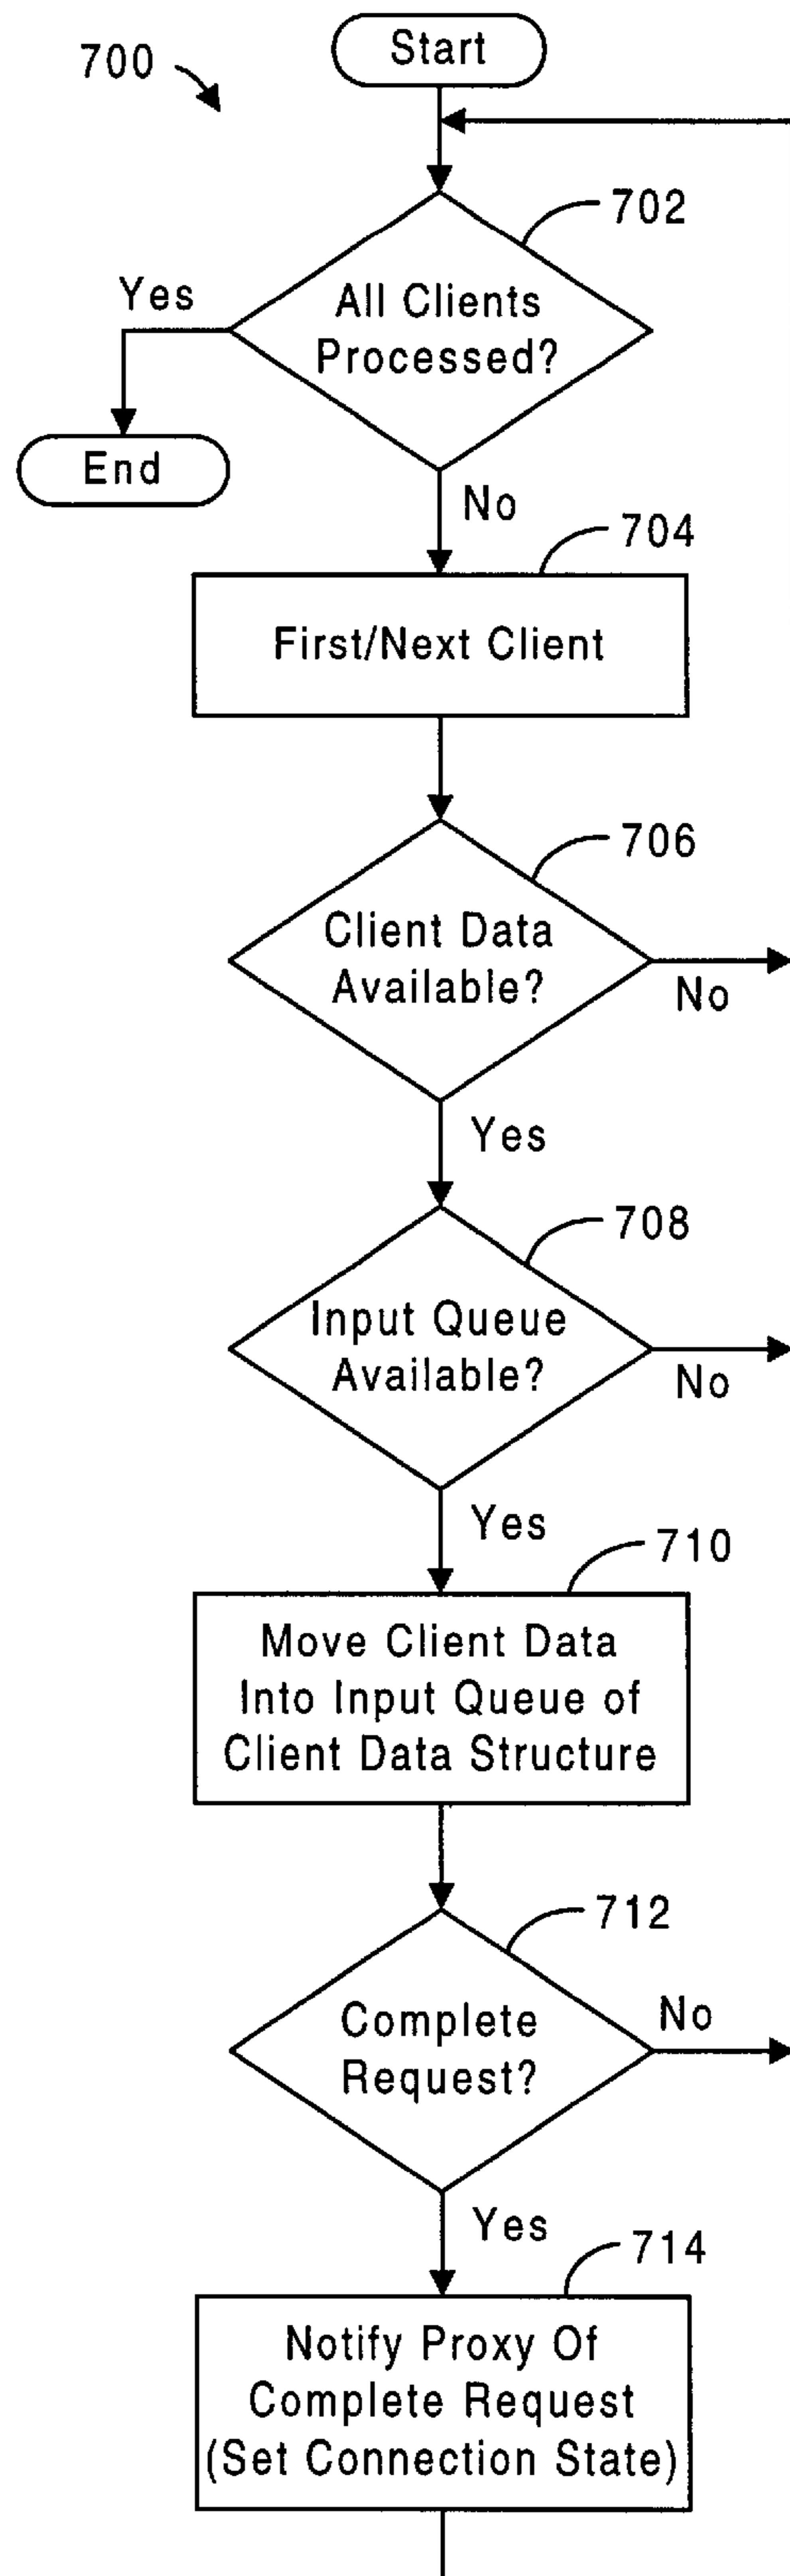 Start
700
702
All Clients
Processed?
Yes
End
No
704
First/Next Client
706
Client Data
Available?
No
Yes
708
Input Queue
Available?
No
Yes
710
Move Client Data
Into Input Queue of
Client Data Structure
712
Complete
Request?
No
Yes
714
Notify Proxy Of
Complete Request
(Set Connection State)